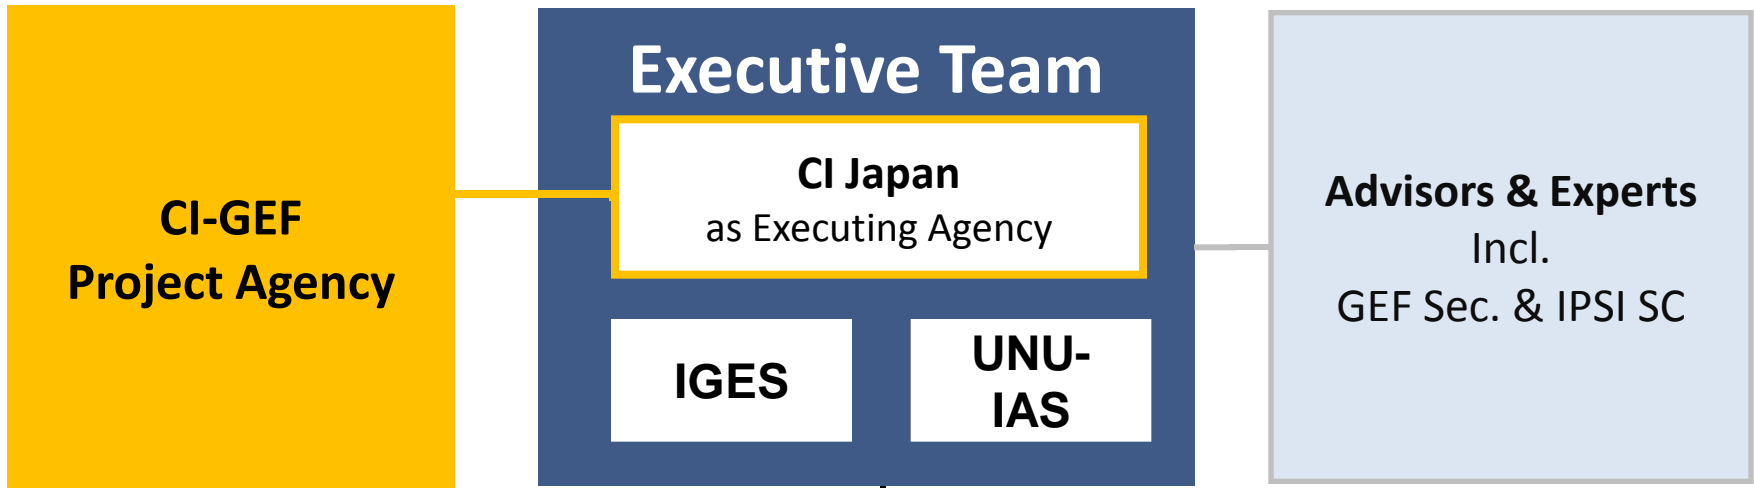 CI-GEF
Project Agency
Executive Team
CI Japan
as Executing Agency
IGES
UNU-
IAS
Advisors & Experts
Incl.
GEF Sec. & IPSI SC